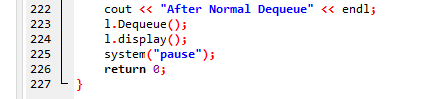 222 cout << "After Normal Dequeue" << endl;
223 l.Dequeue();
224 l.display();
225 system("pause");
226 return 0;
227 }